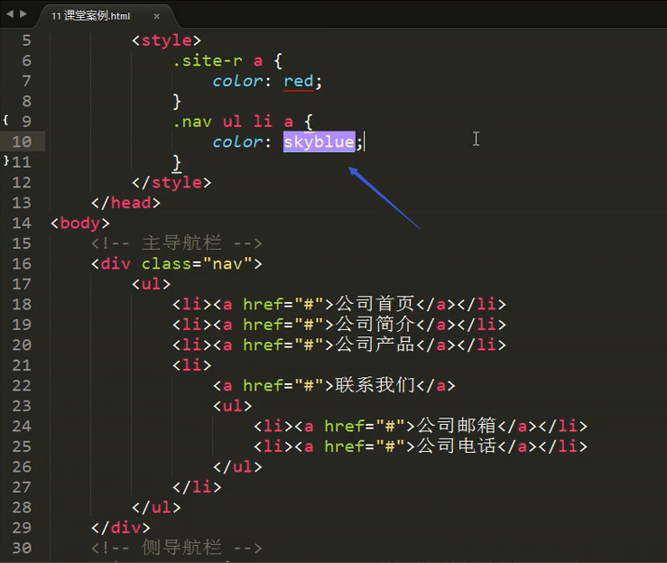 11 课堂案例.html ×
5 <style>
6 .site-r a {
7 color: red;
8 }
9 .nav ul li a {
10 color: skyblue;
11 }
12 </style>
13 </head>
14 <body>
15 <!-- 主导航栏 -->
16 <div class="nav">
17 <ul>
18 <li><a href="#">公司首页</a></li>
19 <li><a href="#">公司简介</a></li>
20 <li><a href="#">公司产品</a></li>
21 <li>
22 <a href="#">联系我们</a>
23 <ul>
24 <li><a href="#">公司邮箱</a></li>
25 <li><a href="#">公司电话</a></li>
26 </ul>
27 </li>
28 </ul>
29 </div>
30 <!-- 侧导航栏 -->